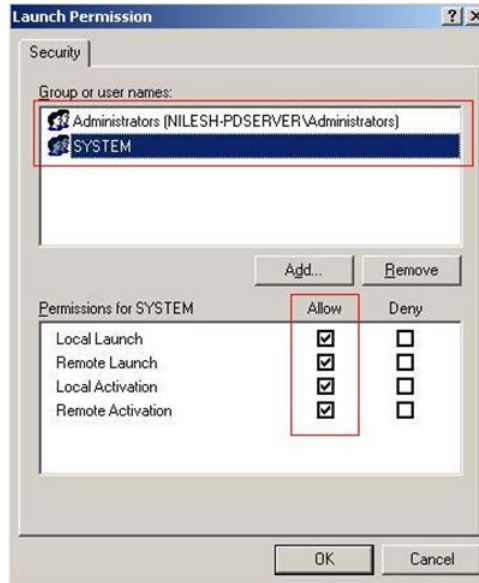 Launch Permission
Security
Group or user names:
Administrators (NILESH-PDSERVER\Administrators)
SYSTEM
Add...
Remove
Permissions for SYSTEM
Allow
Deny
Local Launch
Remote Launch
Local Activation
Remote Activation
OK
Cancel